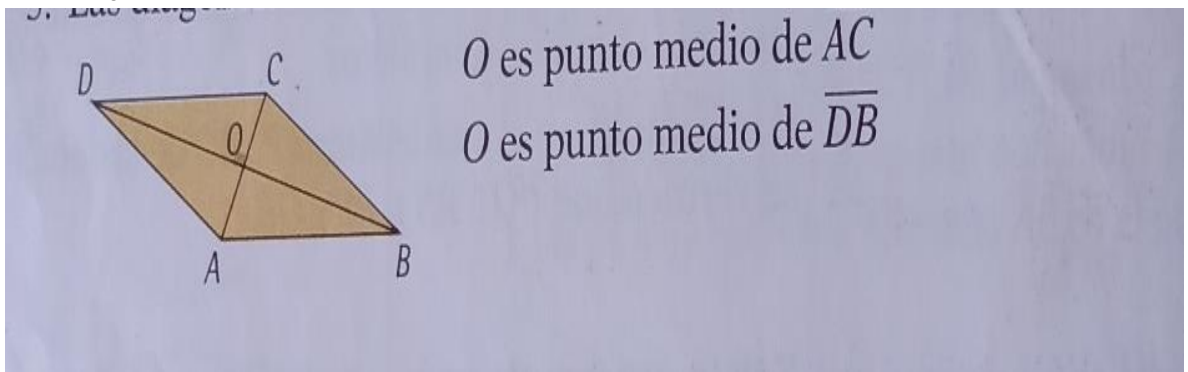 D
C
O es punto medio de AC
O
O es punto medio de DB
A
B